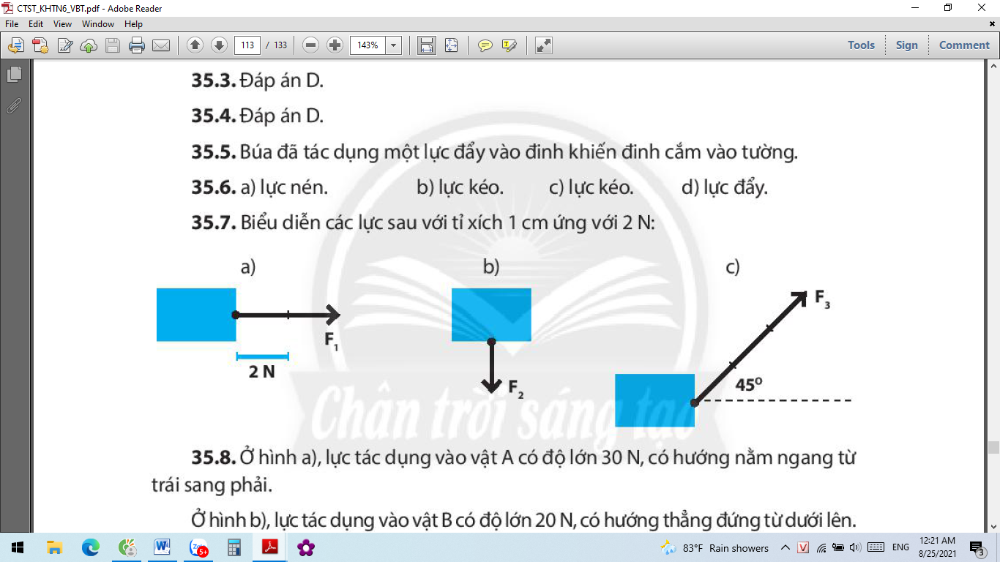 CTST_KHTN6_VBT.pdf - Adobe Reader
File Edit View Window Help
113 / 133 143% Tools Sign Comment
35.3. Đáp án D.
35.4. Đáp án D.
35.5. Búa đã tác dụng một lực đẩy vào đinh khiến đinh cắm vào tường.
35.6. a) lực nén. b) lực kéo. c) lực kéo. d) lực đẩy.
35.7. Biểu diễn các lực sau với tỉ xích 1 cm ứng với 2 N:
a) b) c)
F3
F1
2 N
F2
45°
Chân trời sáng tạo
35.8. Ở hình a), lực tác dụng vào vật A có độ lớn 30 N, có hướng nằm ngang từ
trái sang phải.
Ở hình b), lực tác dụng vào vật B có độ lớn 20 N, có hướng thẳng đứng từ dưới lên.
W Zalo 5+ 83°F Rain showers V ENG 12:21 AM
8/25/2021 3